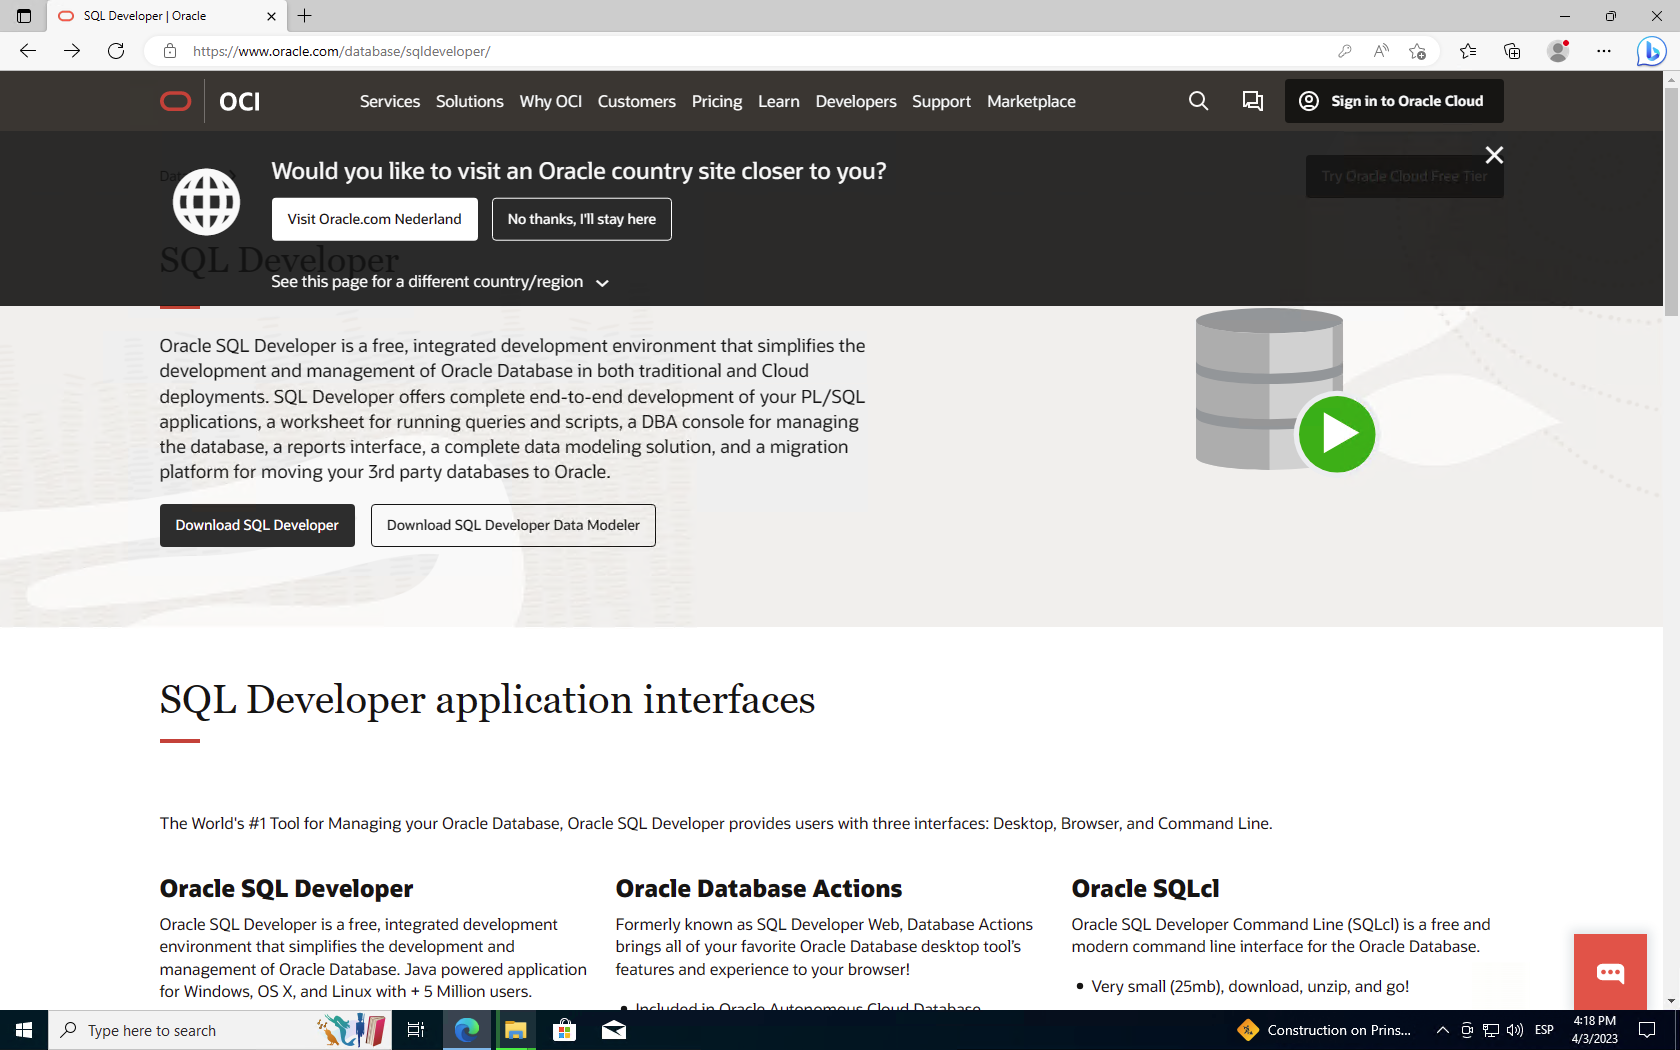 SQL Developer | Oracle
https://www.oracle.com/database/sqldeveloper/
OCI
Services Solutions Why OCI Customers Pricing Learn Developers Support Marketplace
Sign in to Oracle Cloud
Would you like to visit an Oracle country site closer to you?
Try Oracle Cloud Free Tier
Visit Oracle.com Nederland
No thanks, I'll stay here
SQL Developer
See this page for a different country/region
Oracle SQL Developer is a free, integrated development environment that simplifies the
development and management of Oracle Database in both traditional and Cloud
deployments. SQL Developer offers complete end-to-end development of your PL/SQL
applications, a worksheet for running queries and scripts, a DBA console for managing
the database, a reports interface, a complete data modeling solution, and a migration
platform for moving your 3rd party databases to Oracle.
Download SQL Developer
Download SQL Developer Data Modeler
SQL Developer application interfaces
The World's #1 Tool for Managing your Oracle Database, Oracle SQL Developer provides users with three interfaces: Desktop, Browser, and Command Line.
Oracle SQL Developer
Oracle SQL Developer is a free, integrated development
environment that simplifies the development and
management of Oracle Database. Java powered application
for Windows, OS X, and Linux with + 5 Million users.
Oracle Database Actions
Formerly known as SQL Developer Web, Database Actions
brings all of your favorite Oracle Database desktop tool's
features and experience to your browser!
• Included in Oracle Autonomous Cloud Database
Oracle SQLcl
Oracle SQL Developer Command Line (SQLcl) is a free and
modern command line interface for the Oracle Database.
• Very small (25mb), download, unzip, and go!
Type here to search
Construction on Prins...
ESP
4:18 PM
4/3/2023